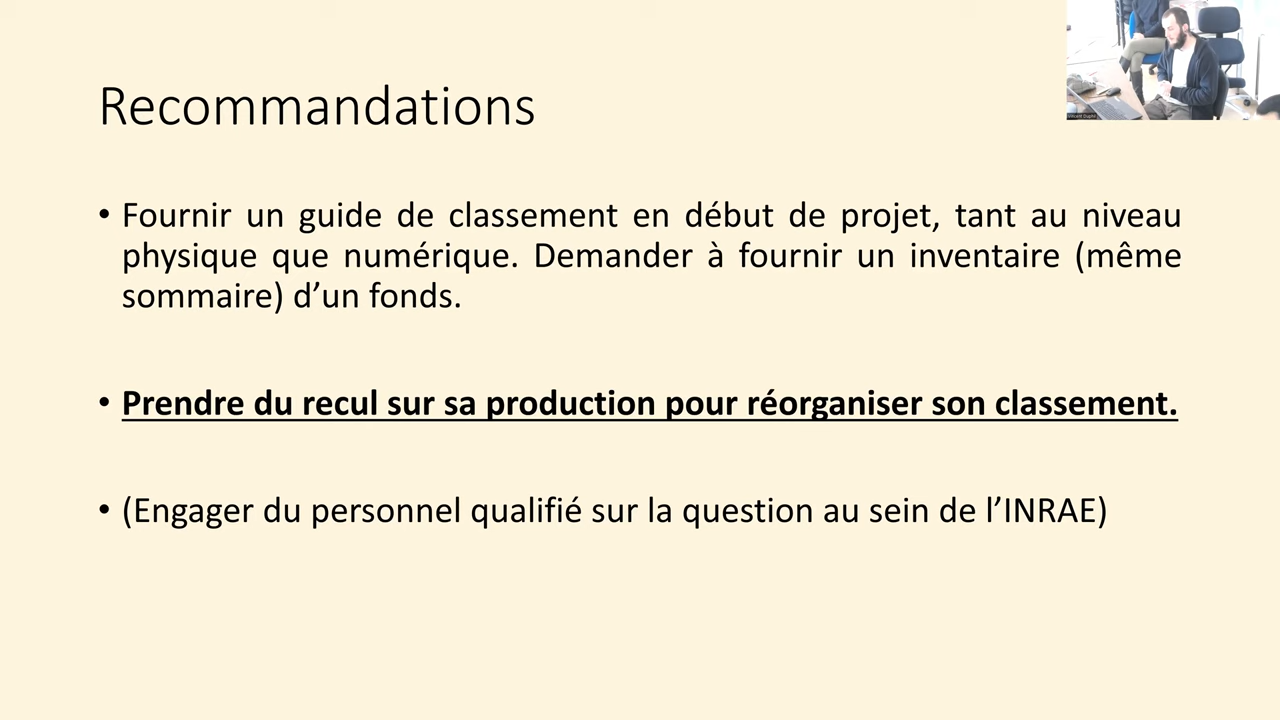 Recommandations
• Fournir un guide de classement en début de projet, tant au niveau
physique que numérique. Demander à fournir un inventaire (même
sommaire) d’un fonds.
• Prendre du recul sur sa production pour réorganiser son classement.
• (Engager du personnel qualifié sur la question au sein de l’INRAE)